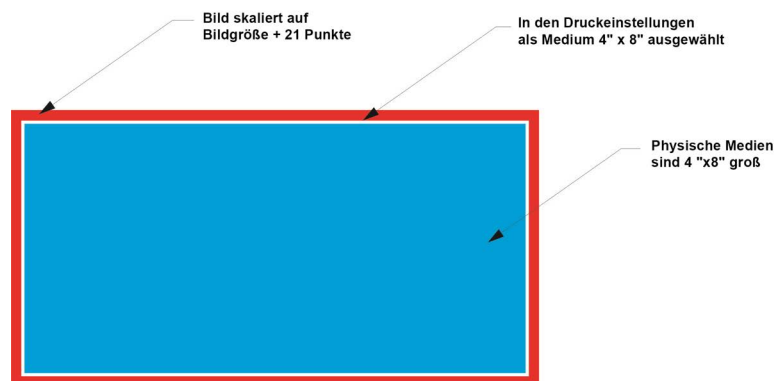 Bild skaliert auf
Bildgröße + 21 Punkte
In den Druckeinstellungen
als Medium 4" x 8" ausgewählt
Physische Medien
sind 4 "x8" groß